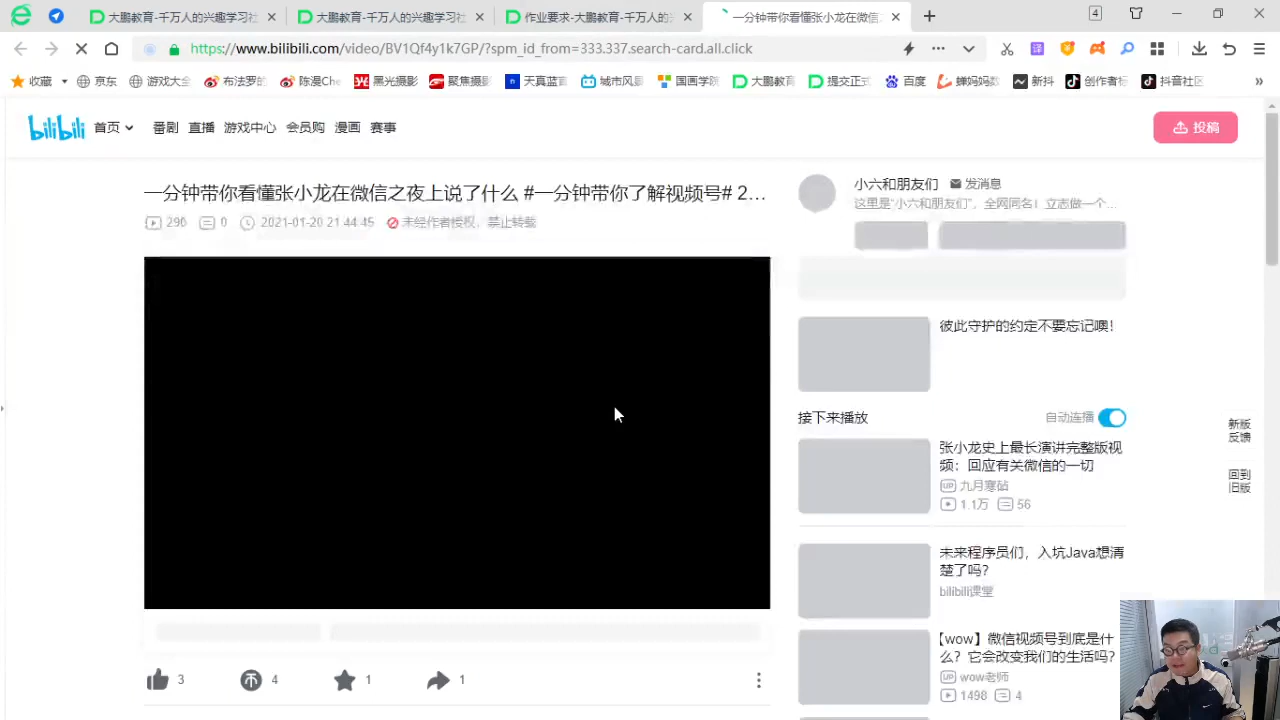 大鹏教育-千万人的兴趣学习社
大鹏教育-千万人的兴趣学习社
作业要求-大鹏教育-千万人的
一分钟带你看懂张小龙在微信
4
https://www.bilibili.com/video/BV1Qf4y1k7GP/?spm_id_from=333.337.search-card.all.click
收藏
京东
游戏大全
布法罗的
陈漫Che
黑光摄影
聚焦摄影
天真蓝官
城市风景
国画学院
大鹏教育
提交正式
百度
蝉妈妈数
新抖
创作者标
抖音社区
bilibili
首页
番剧
直播
游戏中心
会员购
漫画
赛事
投稿
一分钟带你看懂张小龙在微信之夜上说了什么 #一分钟带你了解视频号# 2...
290
0
2021-01-20 21:44:45
未经作者授权,禁止转载
小六和朋友们
发消息
这里是“小六和朋友们”,全网同名!立志做一个...
彼此守护的约定不要忘记噢!
接下来播放
自动连播
张小龙史上最长演讲完整版视
频:回应有关微信的一切
九月寒砧
1.1万
56
未来程序员们,入坑Java想清
楚了吗?
bilibili课堂
【wow】微信视频号到底是什
么?它会改变我们的生活吗?
wow老师
1498
4
新版
反馈
回到
旧版
3
4
1
1